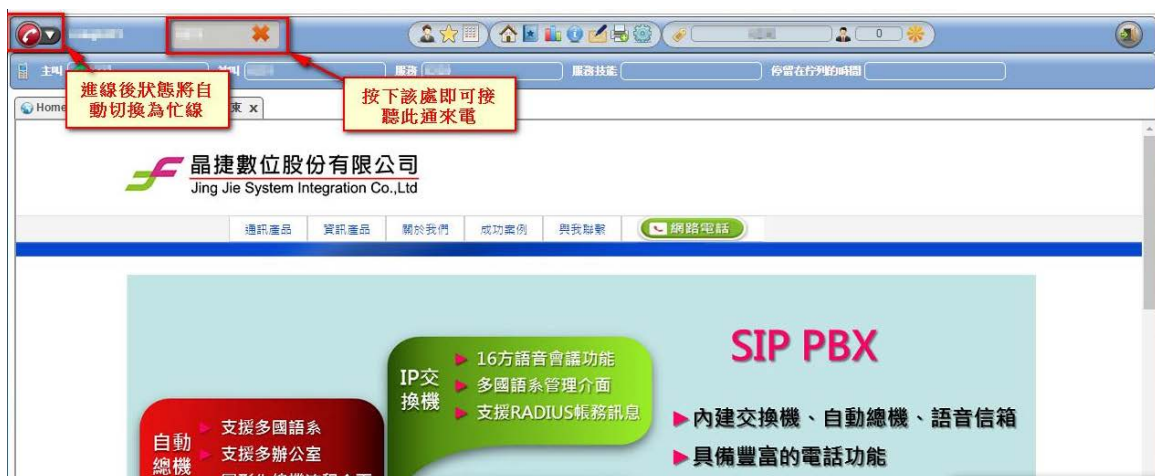 0
主叫
服務
服務技能
停留在佇列的時間
進線後狀態將自
動切換為忙線
按下該處即可接
聽此通來電
Home
東 x
晶捷數位股份有限公司
Jing Jie System Integration Co.,Ltd
通訊產品 資訊產品 關於我們 成功案例 與我聯繫 網路電話
SIP PBX
IP交
換機
16方語音會議功能
多國語系管理介面
支援RADIUS帳務訊息
內建交換機、自動總機、語音信箱
具備豐富的電話功能
自動
總機
支援多國語系
支援多辦公室